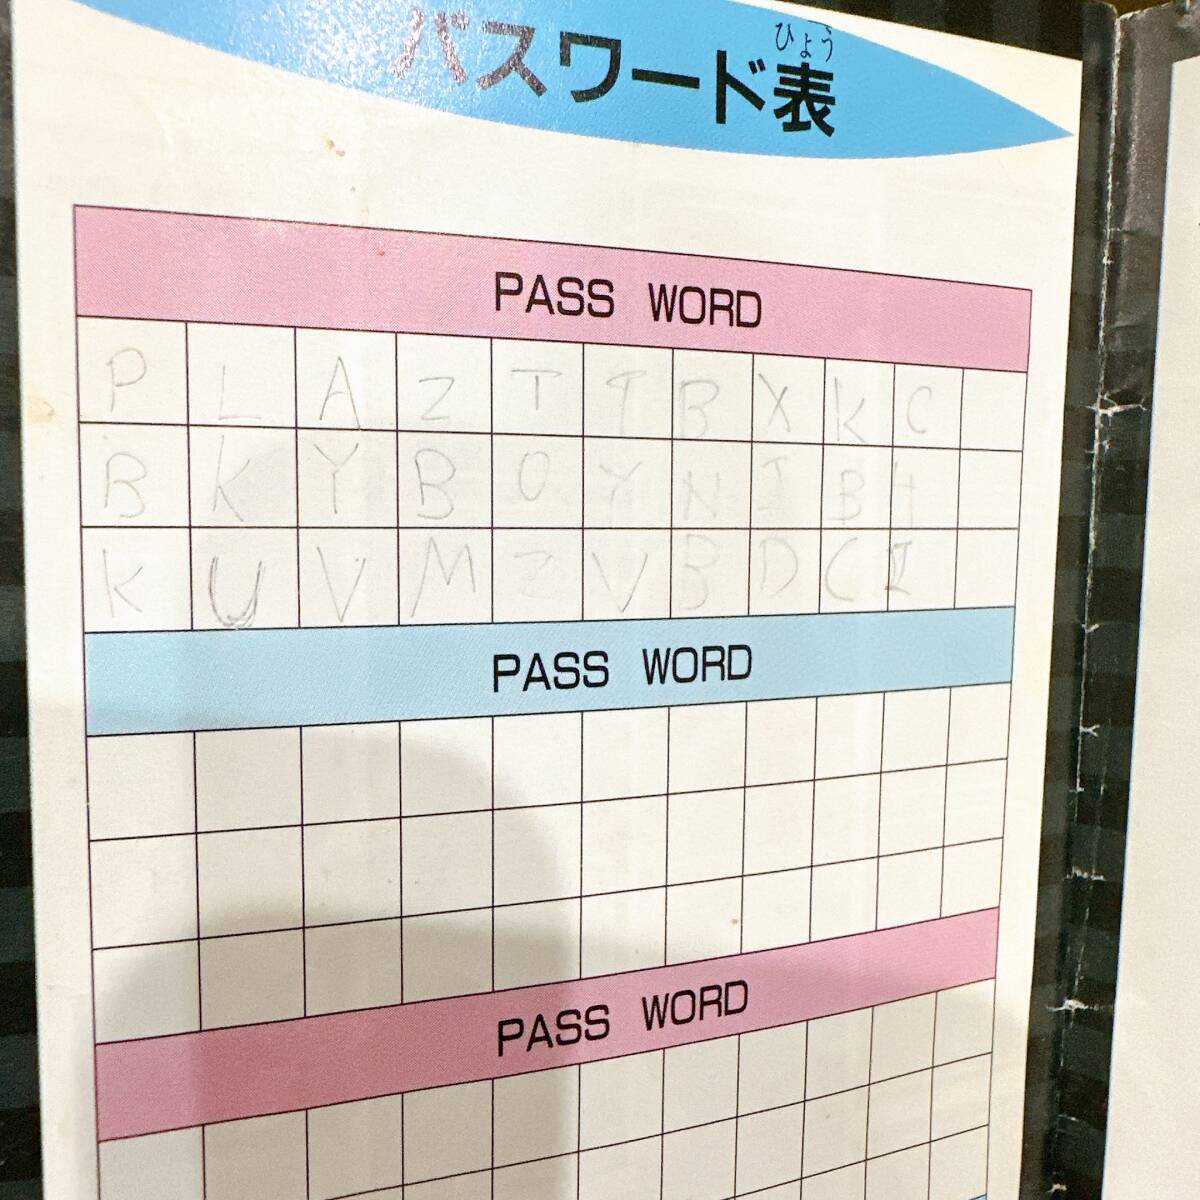 ひょう
パスワード表
PASS WORD
P L A Z T T B X K C
B K Y B O Y N I B H
K U V M Z V B D C I
PASS WORD
PASS WORD